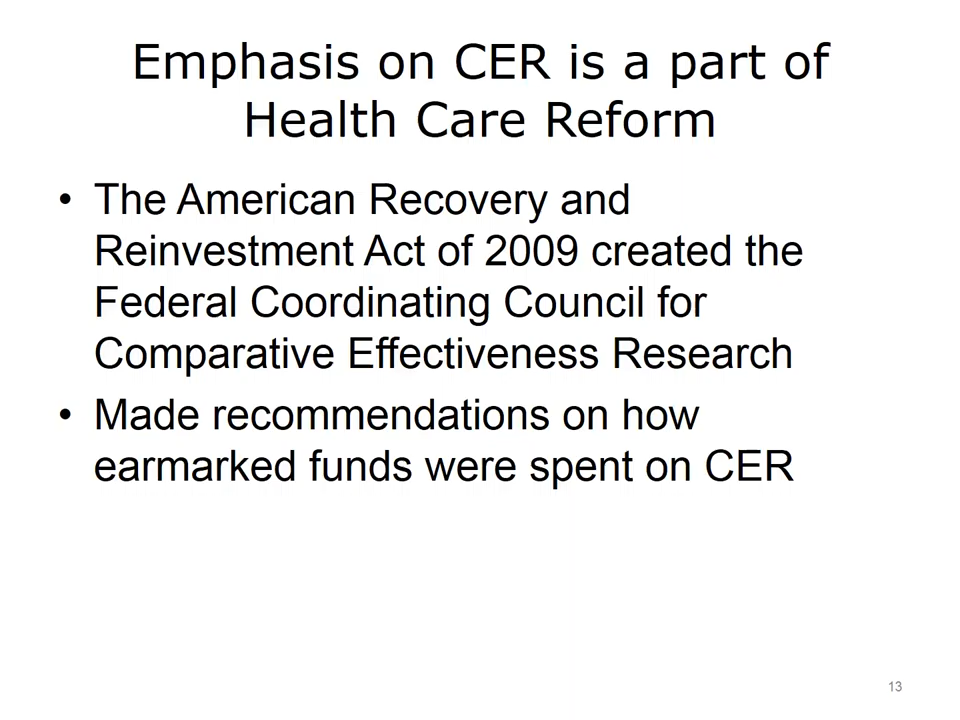 Emphasis on CER is a part of
Health Care Reform
• The American Recovery and
Reinvestment Act of 2009 created the
Federal Coordinating Council for
Comparative Effectiveness Research
• Made recommendations on how
earmarked funds were spent on CER
13